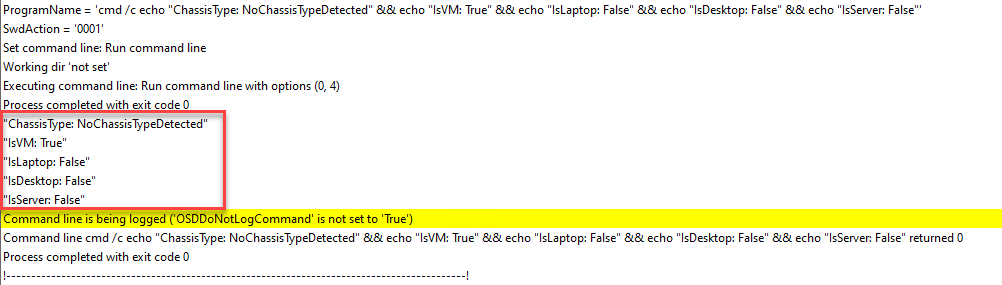 ProgramName = 'cmd /c echo "ChassisType: NoChassisTypeDetected" && echo "IsVM: True" && echo "IsLaptop: False" && echo "IsDesktop: False" && echo "IsServer: False"'
SwdAction = '0001'
Set command line: Run command line
Working dir 'not set'
Executing command line: Run command line with options (0, 4)
Process completed with exit code 0
"ChassisType: NoChassisTypeDetected"
"IsVM: True"
"IsLaptop: False"
"IsDesktop: False"
"IsServer: False"
Command line is being logged ('OSDDoNotLogCommand' is not set to 'True')
Command line cmd /c echo "ChassisType: NoChassisTypeDetected" && echo "IsVM: True" && echo "IsLaptop: False" && echo "IsDesktop: False" && echo "IsServer: False" returned 0
Process completed with exit code 0
!--------------------------------------------------------------------------------------------!